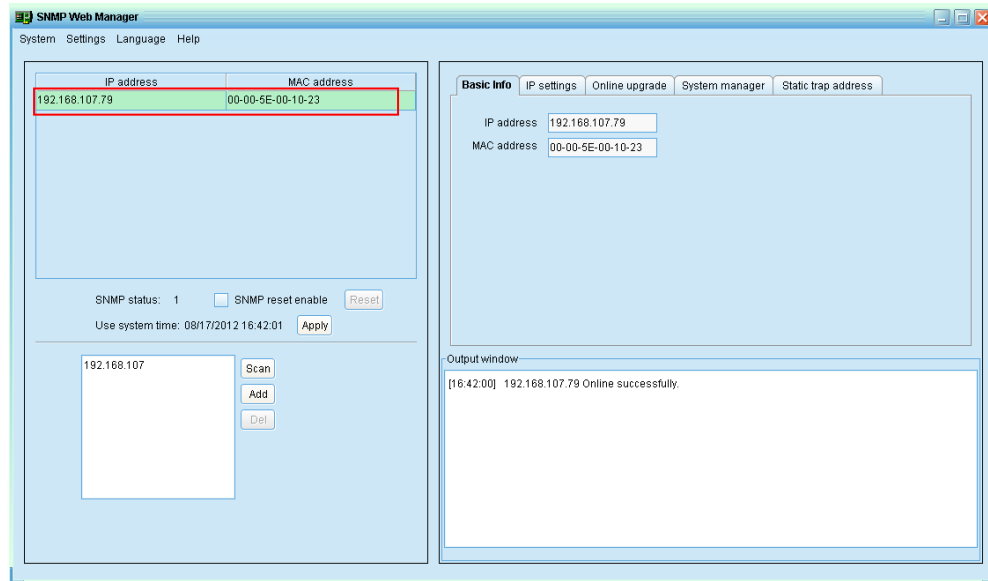 SNMP Web Manager
System Settings Language Help
IP address MAC address
192.168.107.79 00-00-5E-00-10-23
SNMP status: 1 SNMP reset enable Reset
Use system time: 08/17/2012 16:42:01 Apply
192.168.107
Scan
Add
Del
Basic Info IP settings Online upgrade System manager Static trap address
IP address 192.168.107.79
MAC address 00-00-5E-00-10-23
Output window
[16:42:00] 192.168.107.79 Online successfully.